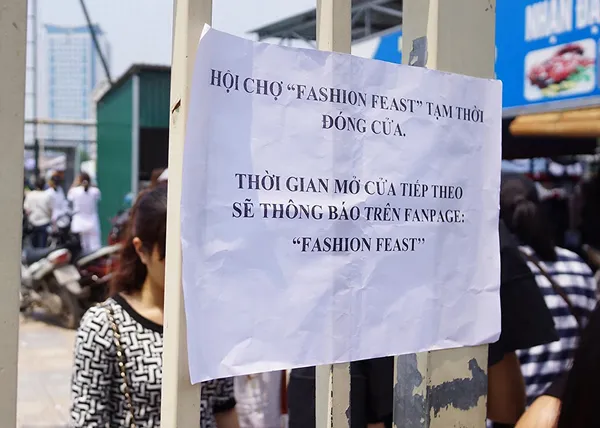 HỘI CHỢ “FASHION FEAST” TẠM THỜI
ĐÓNG CỬA.
THỜI GIAN MỞ CỬA TIẾP THEO
SẼ THÔNG BÁO TRÊN FANPAGE:
“FASHION FEAST”
NHẬN ĐẶ